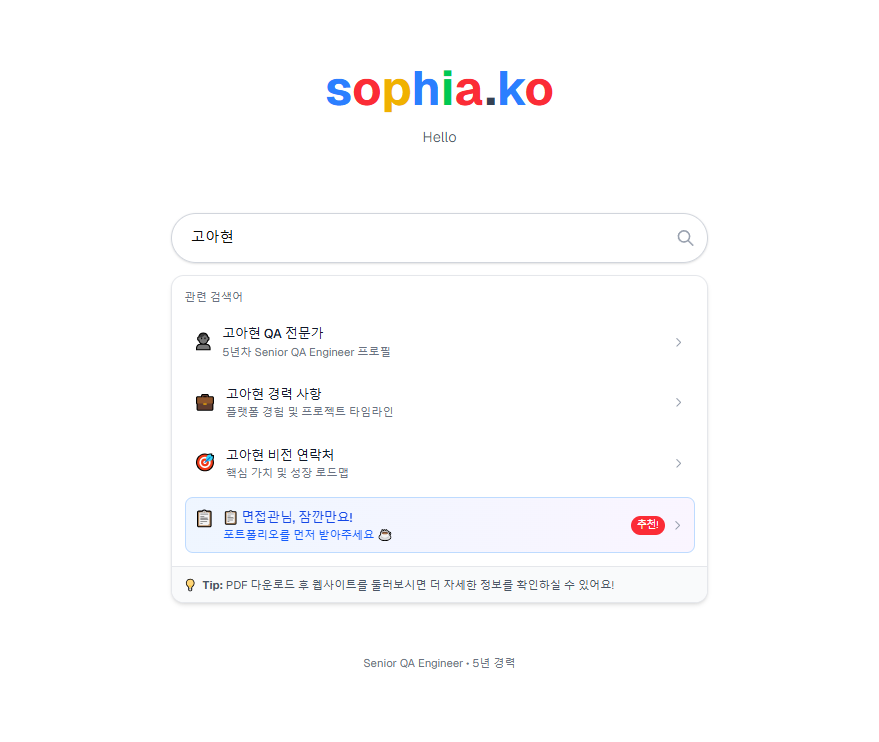 sophia.ko
Hello
고아현
관련 검색어
고아현 QA 전문가
5년차 Senior QA Engineer 프로필
고아현 경력 사항
플랫폼 경험 및 프로젝트 타임라인
고아현 비전 연락처
핵심 가치 및 성장 로드맵
📋 면접관님, 잠깐만요!
포트폴리오를 먼저 받아주세요
추천!
Tip: PDF 다운로드 후 웹사이트를 둘러보시면 더 자세한 정보를 확인하실 수 있어요!
Senior QA Engineer • 5년 경력